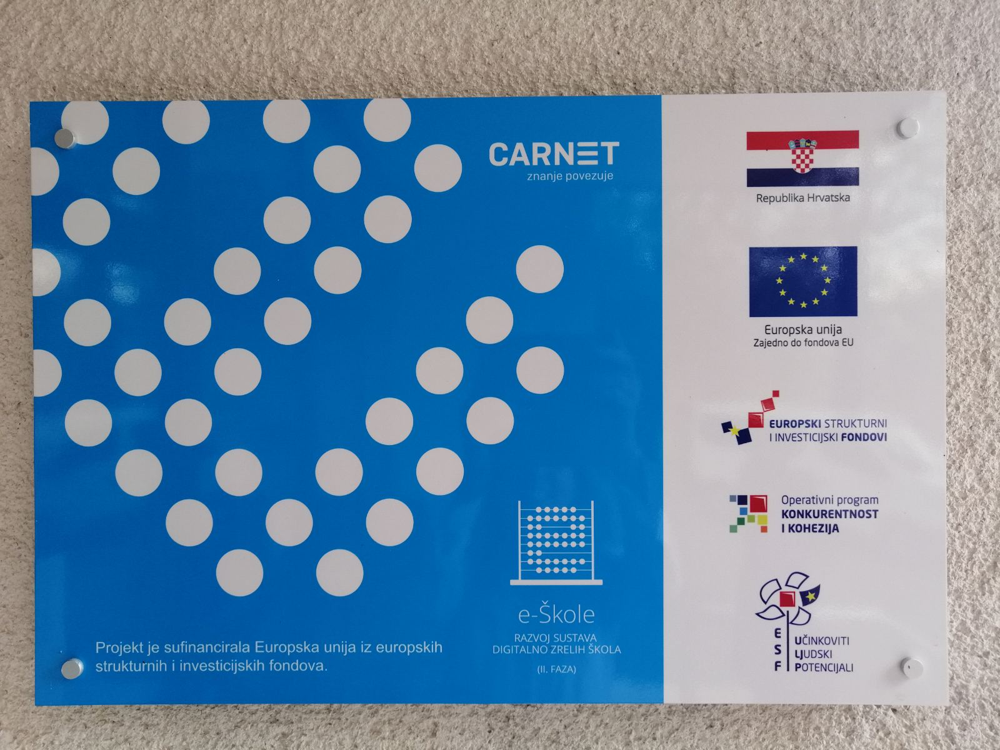 CARNET
znanje povezuje
Projekt je sufinancirala Europska unija iz europskih
strukturnih i investicijskih fondova.
e-Škole
RAZVOJ SUSTAVA
DIGITALNO ZRELIH ŠKOLA
(II. FAZA)
Republika Hrvatska
Europska unija
Zajedno do fondova EU
EUROPSKI STRUKTURNI
I INVESTICIJSKI FONDOVI
Operativni program
KONKURENTNOST
I KOHEZIJA
ESF
UČINKOVITI
LJUDSKI
POTENCIJALI